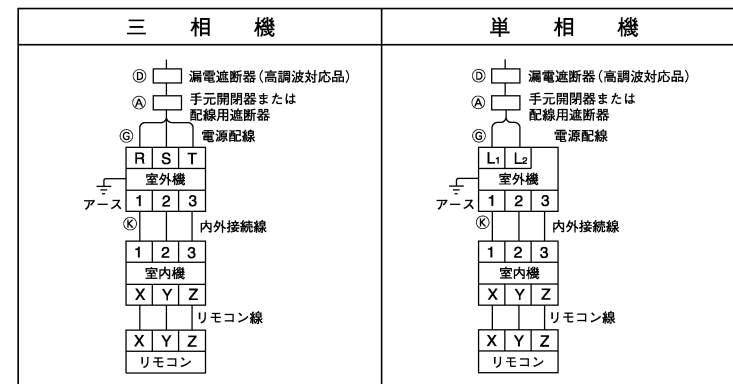 三相機
Ⓓ 漏電遮断器(高調波対応品)
Ⓐ 手元開閉器または
配線用遮断器
Ⓖ 電源配線
R S T
室外機
アース
1 2 3
Ⓚ 内外接続線
1 2 3
室内機
X Y Z
リモコン線
X Y Z
リモコン
単相機
Ⓓ 漏電遮断器(高調波対応品)
Ⓐ 手元開閉器または
配線用遮断器
Ⓖ 電源配線
L1 L2
室外機
アース
1 2 3
Ⓚ 内外接続線
1 2 3
室内機
X Y Z
リモコン線
X Y Z
リモコン